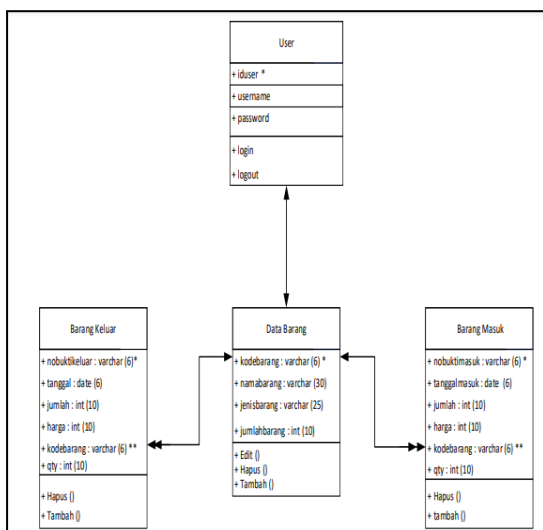 User
+ iduser *
+ username
+ password
+ login
+ logout
Barang Keluar
+ nobuktikeluar : varchar (6)*
+ tanggal : date (6)
+ jumlah : int (10)
+ harga : int (10)
+ kodebarang : varchar (6) **
+ qty : int (10)
+ Hapus ()
+ Tambah ()
Data Barang
+ kodebarang : varchar (6) *
+ namabarang : varchar (30)
+ jenisbarang : varchar (25)
+ jumlahbarang : int (10)
+ Edit ()
+ Hapus ()
+ Tambah ()
Barang Masuk
+ nobuktimasuk : varchar (6) *
+ tanggalmasuk : date (6)
+ jumlah : int (10)
+ harga : int (10)
+ kodebarang : varchar (6) **
+ qty : int (10)
+ Hapus ()
+ tambah ()